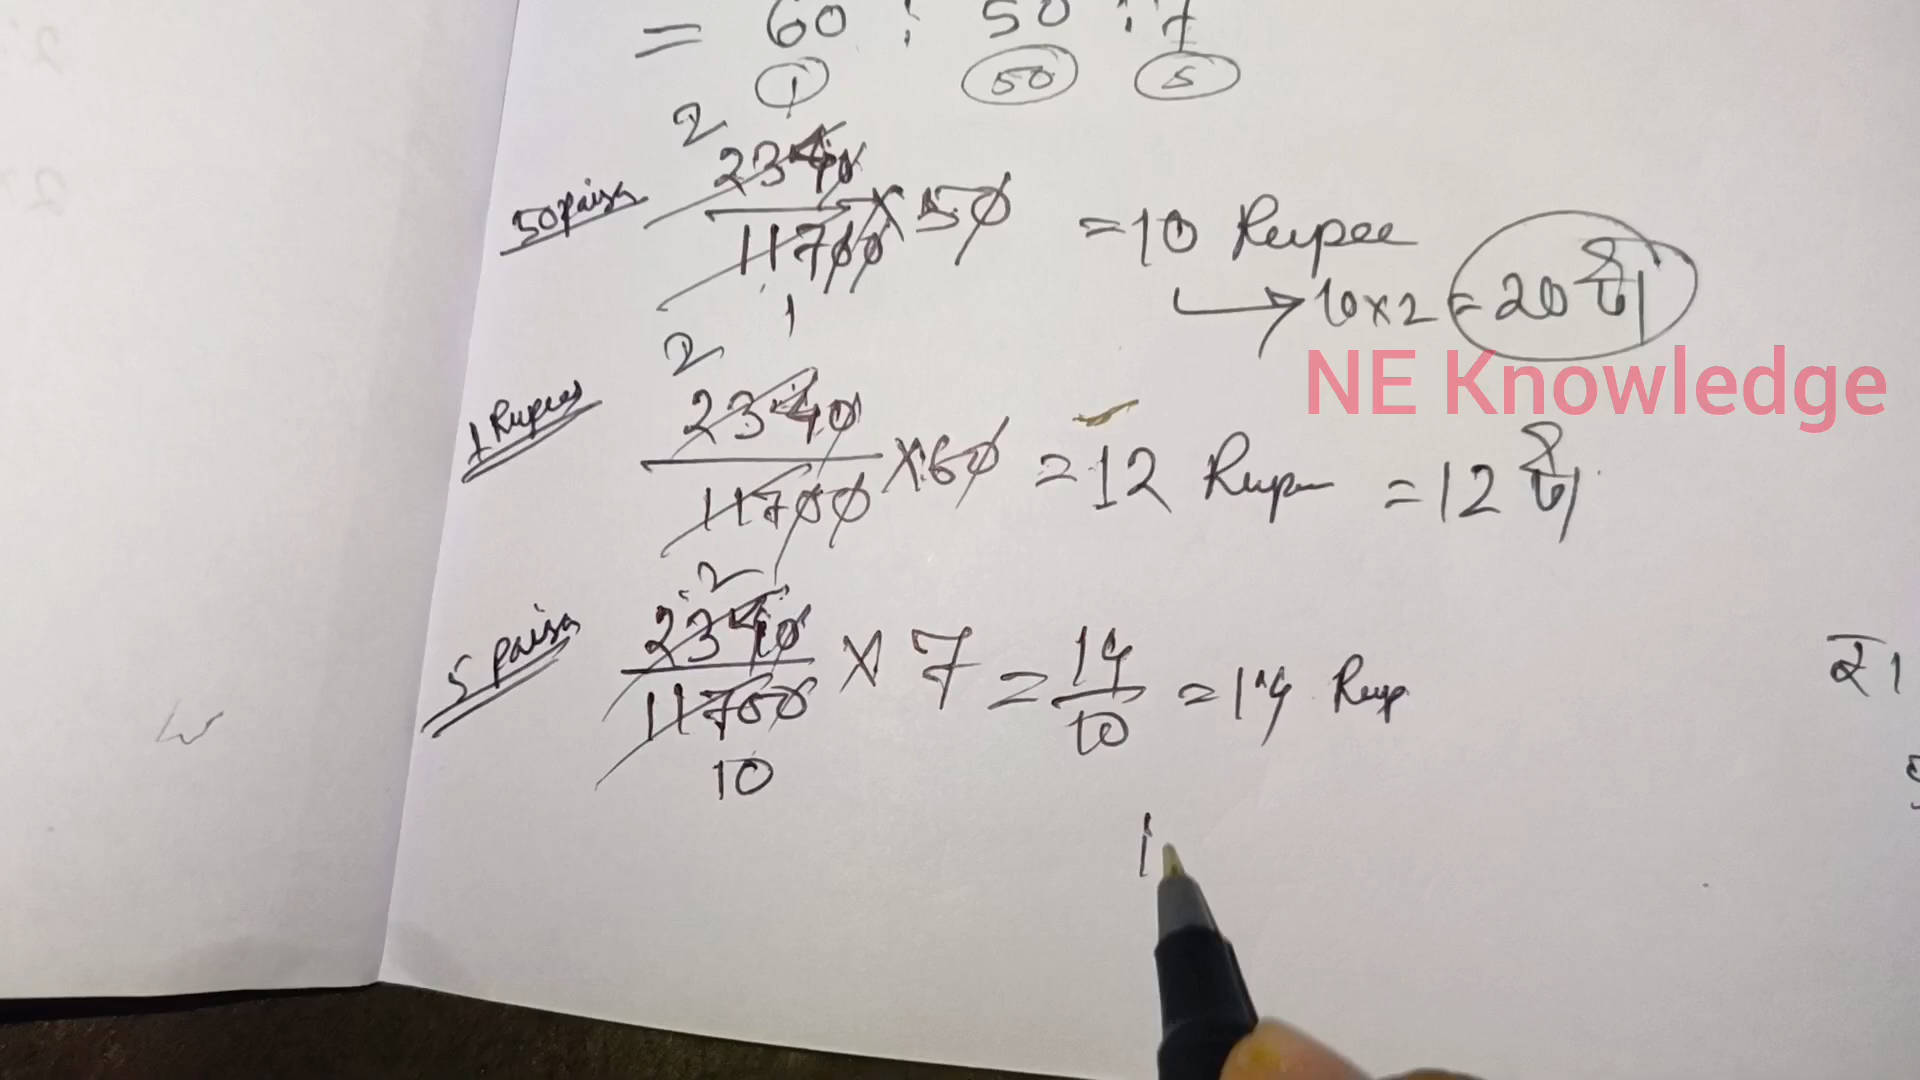 = 60 : 50 : 7
1 50 5
2
50 paisa 2340 / 11700 × 50 = 10 Rupee
1
→ 10×2 = 20 টা
NE Knowledge
2
1 Rupees 2340 / 11700 × 60 = 12 Rupee = 12 টা
2
5 paisa 2340 / 11700 × 7 = 14 / 10 = 1.4 Rup
10
1